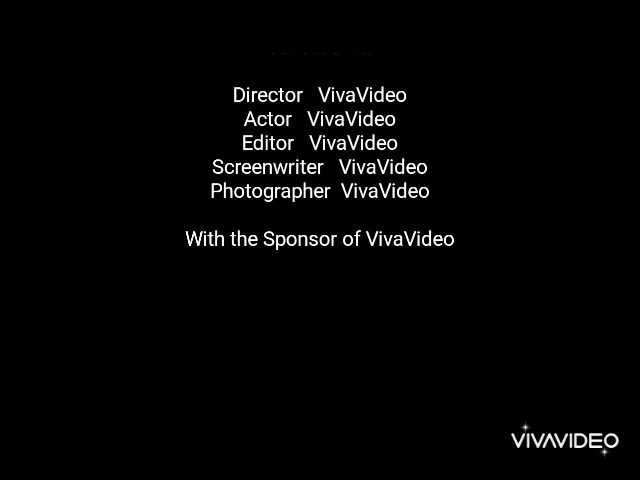 Director VivaVideo
Actor VivaVideo
Editor VivaVideo
Screenwriter VivaVideo
Photographer VivaVideo
With the Sponsor of VivaVideo
VIVAVIDEO